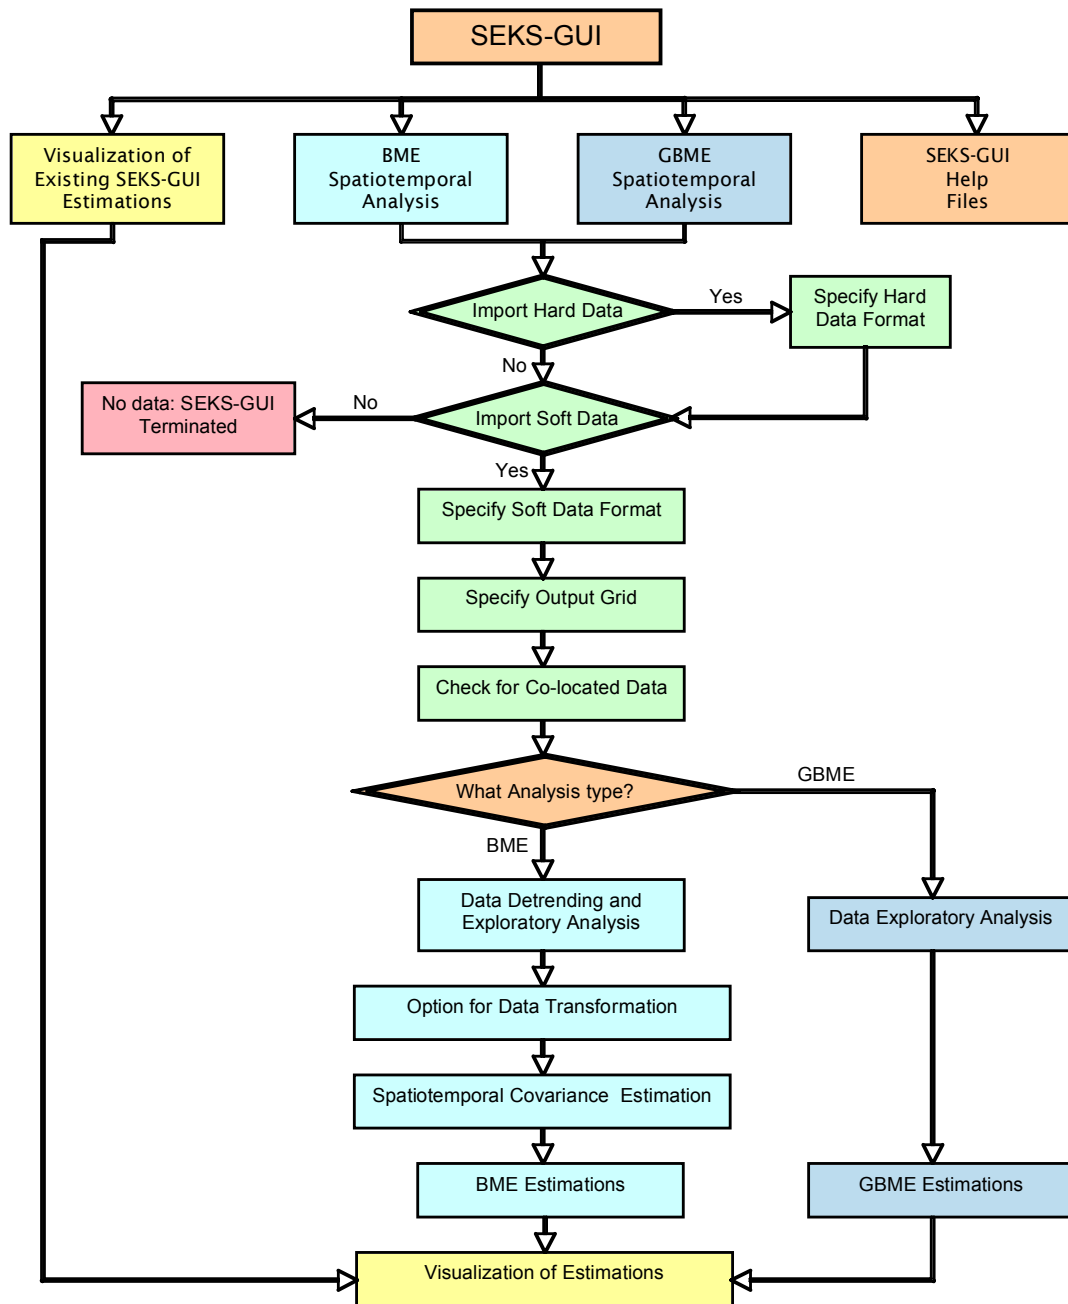 SEKS-GUI
Visualization of
Existing SEKS-GUI
Estimations
BME
Spatiotemporal
Analysis
GBME
Spatiotemporal
Analysis
SEKS-GUI
Help
Files
Import Hard Data
Yes
Specify Hard
Data Format
No
No data: SEKS-GUI
Terminated
No
Import Soft Data
Yes
Specify Soft Data Format
Specify Output Grid
Check for Co-located Data
What Analysis type?
GBME
BME
Data Detrending and
Exploratory Analysis
Data Exploratory Analysis
Option for Data Transformation
Spatiotemporal Covariance Estimation
BME Estimations
GBME Estimations
Visualization of Estimations